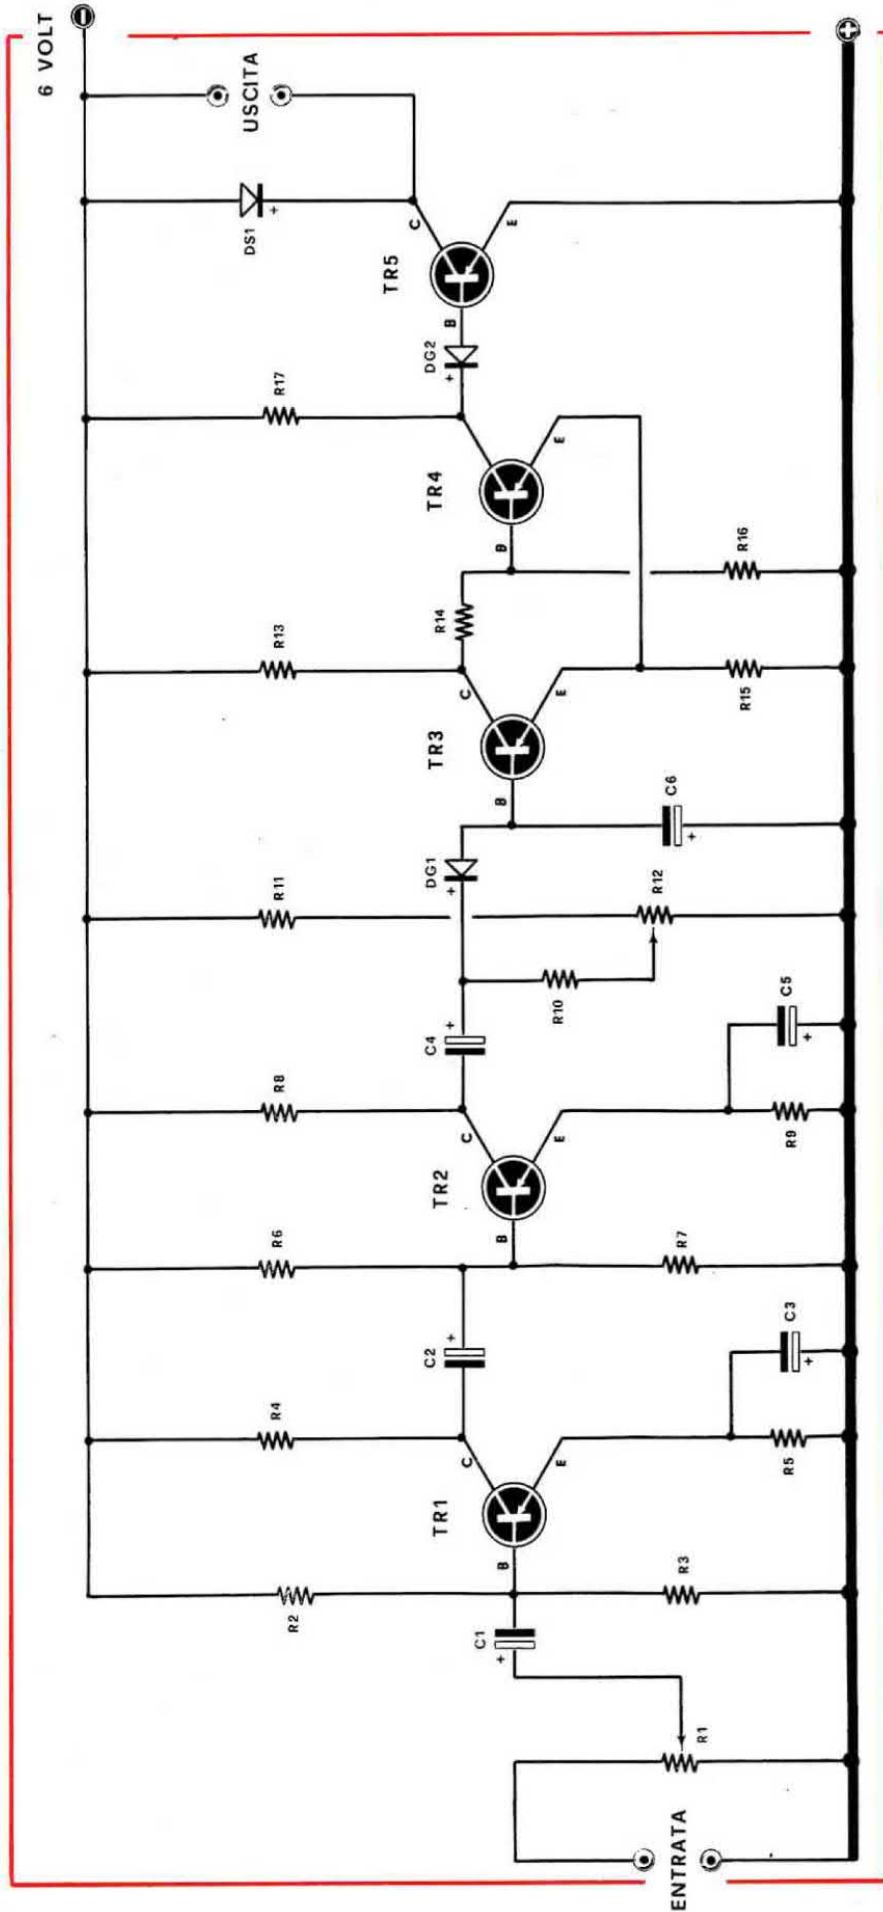 6 VOLT
−
ENTRATA
R1
C1
+
R2
R3
TR1
B
C
E
R4
R5
C3
+
C2
+
R6
R7
TR2
B
C
E
R8
R9
C5
+
C4
+
R10
R11
R12
DG1
+
C6
+
TR3
B
C
E
R13
R14
R15
R16
TR4
B
E
R17
DG2
+
TR5
B
C
E
DS1
+
USCITA
+